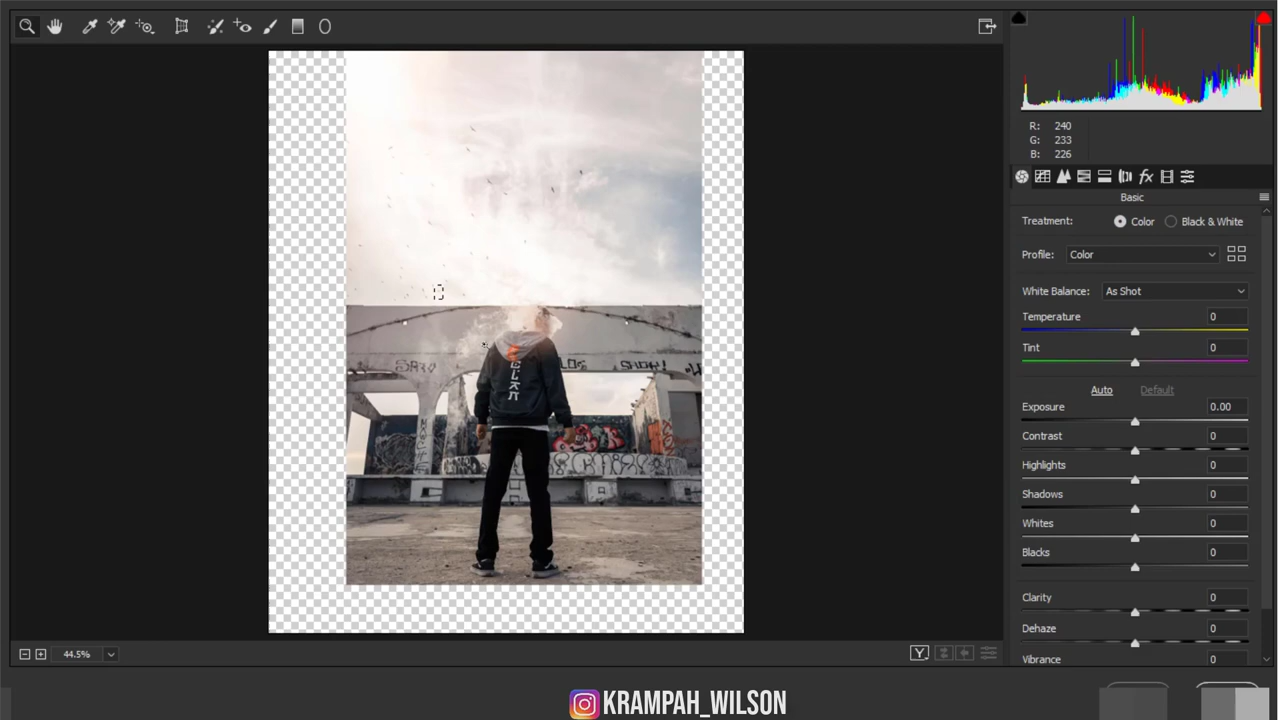 R: 240
G: 233
B: 226
fx
Basic
Treatment: Color Black & White
Profile: Color
White Balance: As Shot
Temperature 0
Tint 0
Auto Default
Exposure 0.00
Contrast 0
Highlights 0
Shadows 0
Whites 0
Blacks 0
Clarity 0
Dehaze 0
Vibrance 0
44.5%
Y
KRAMPAH_WILSON